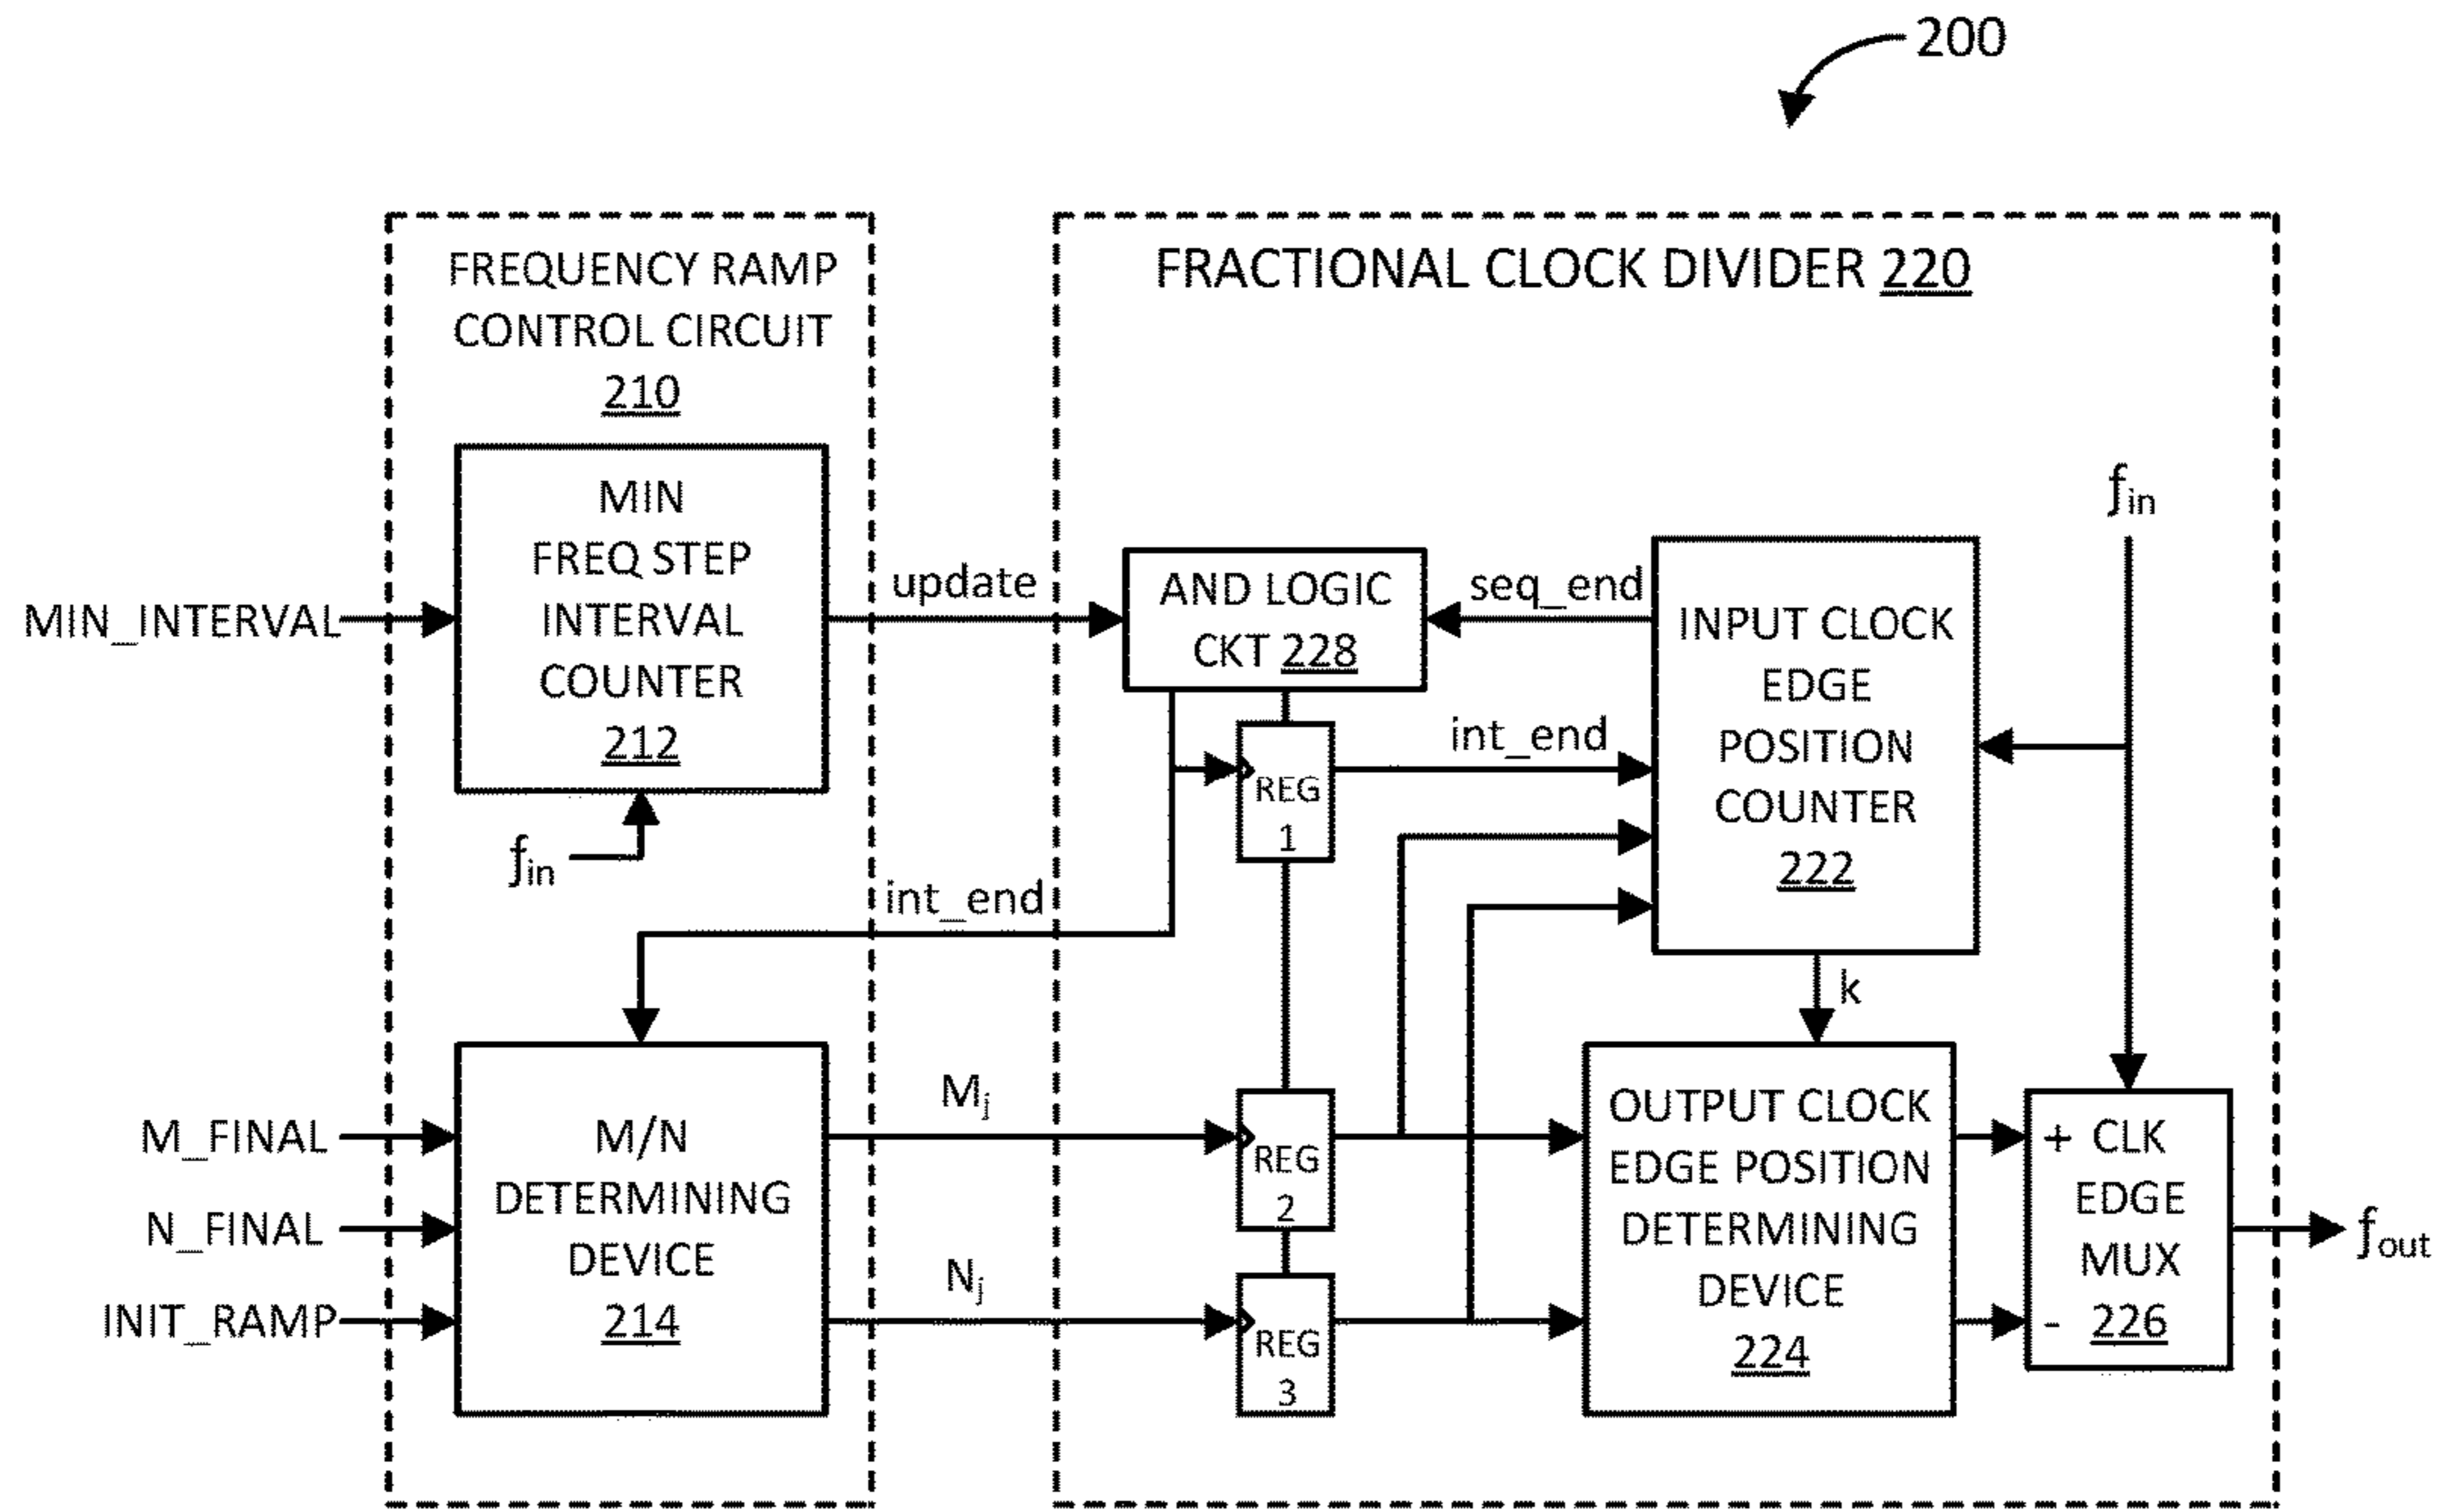 200
FREQUENCY RAMP
CONTROL CIRCUIT
210
FRACTIONAL CLOCK DIVIDER 220
MIN_INTERVAL
MIN
FREQ STEP
INTERVAL
COUNTER
212
fin
update
AND LOGIC
CKT 228
seq_end
INPUT CLOCK
EDGE
POSITION
COUNTER
222
fin
int_end
REG
1
int_end
k
M_FINAL
N_FINAL
INIT_RAMP
M/N
DETERMINING
DEVICE
214
Mj
Nj
REG
2
REG
3
OUTPUT CLOCK
EDGE POSITION
DETERMINING
DEVICE
224
+ CLK
EDGE
MUX
- 226
fout